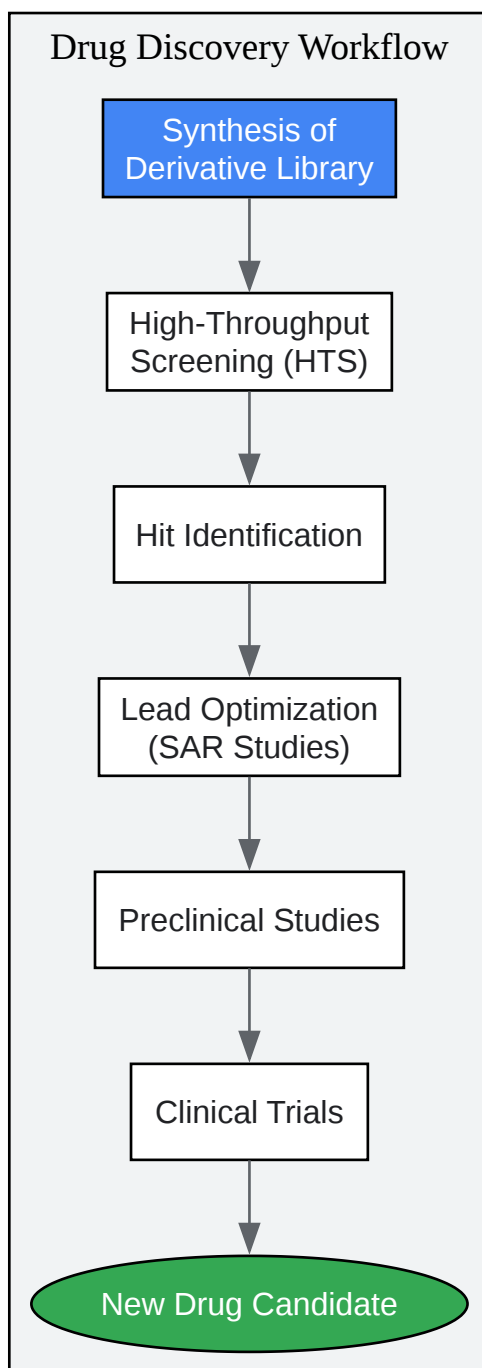 Drug Discovery Workflow
Synthesis of
Derivative Library
High-Throughput
Screening (HTS)
Hit Identification
Lead Optimization
(SAR Studies)
Preclinical Studies
Clinical Trials
New Drug Candidate